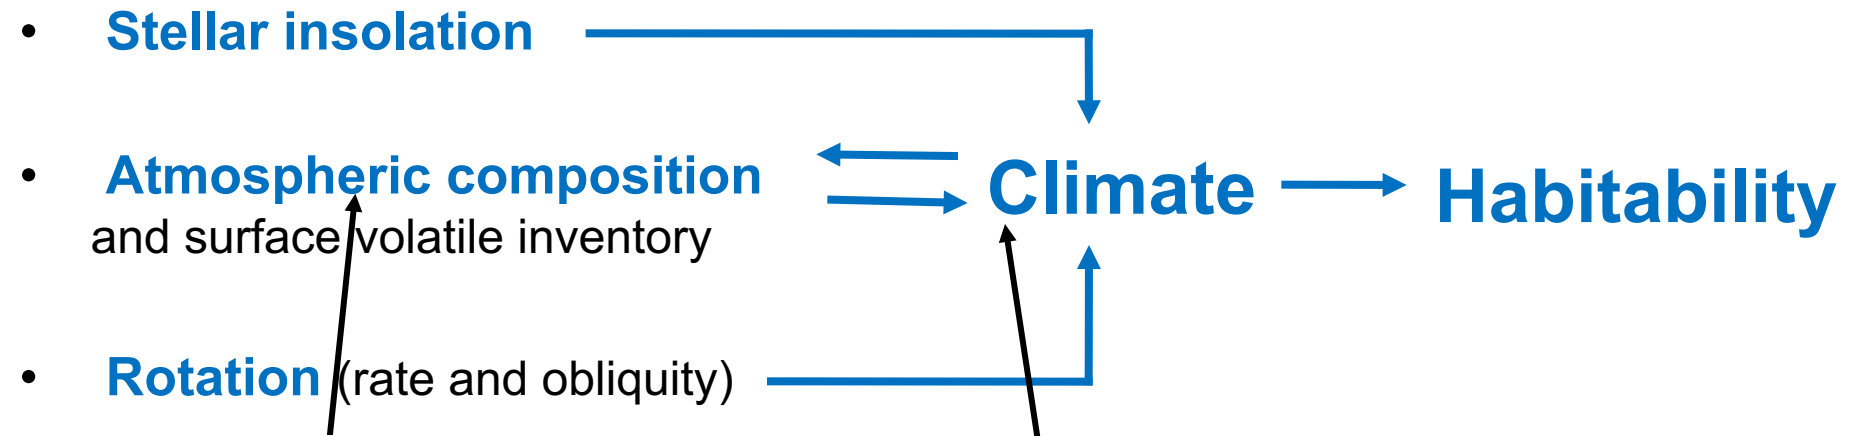 • Stellar insolation
• Atmospheric composition
and surface volatile inventory
Climate
Habitability
• Rotation (rate and obliquity)